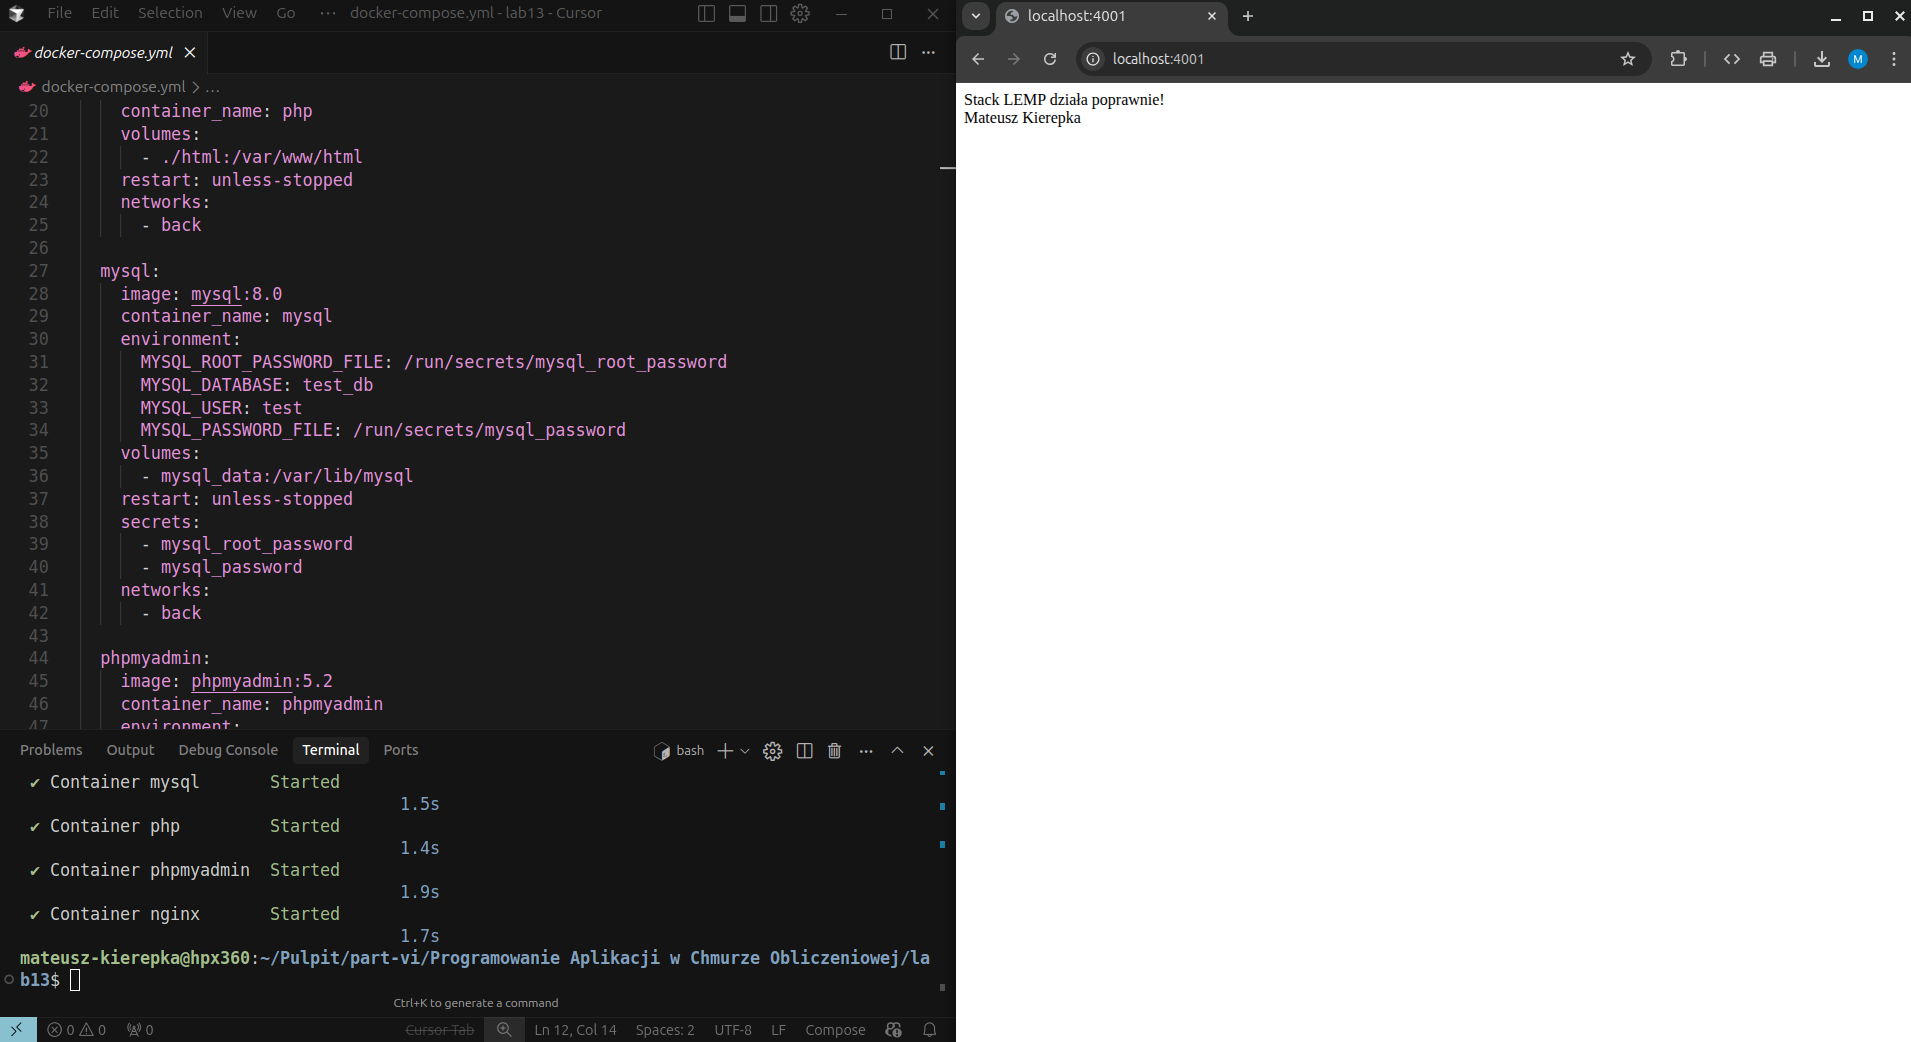 File Edit Selection View Go ··· docker-compose.yml - lab13 - Cursor
docker-compose.yml
docker-compose.yml > ...
20 container_name: php
21 volumes:
22 - ./html:/var/www/html
23 restart: unless-stopped
24 networks:
25 - back
26
27 mysql:
28 image: mysql:8.0
29 container_name: mysql
30 environment:
31 MYSQL_ROOT_PASSWORD_FILE: /run/secrets/mysql_root_password
32 MYSQL_DATABASE: test_db
33 MYSQL_USER: test
34 MYSQL_PASSWORD_FILE: /run/secrets/mysql_password
35 volumes:
36 - mysql_data:/var/lib/mysql
37 restart: unless-stopped
38 secrets:
39 - mysql_root_password
40 - mysql_password
41 networks:
42 - back
43
44 phpmyadmin:
45 image: phpmyadmin:5.2
46 container_name: phpmyadmin
47 environment:
Problems Output Debug Console Terminal Ports bash
✔ Container mysql Started
1.5s
✔ Container php Started
1.4s
✔ Container phpmyadmin Started
1.9s
✔ Container nginx Started
1.7s
mateusz-kierepka@hpx360:~/Pulpit/part-vi/Programowanie Aplikacji w Chmurze Obliczeniowej/la
b13$
Ctrl+K to generate a command
0 0 0 Cursor Tab Ln 12, Col 14 Spaces: 2 UTF-8 LF Compose
localhost:4001
localhost:4001 M
Stack LEMP działa poprawnie!
Mateusz Kierepka